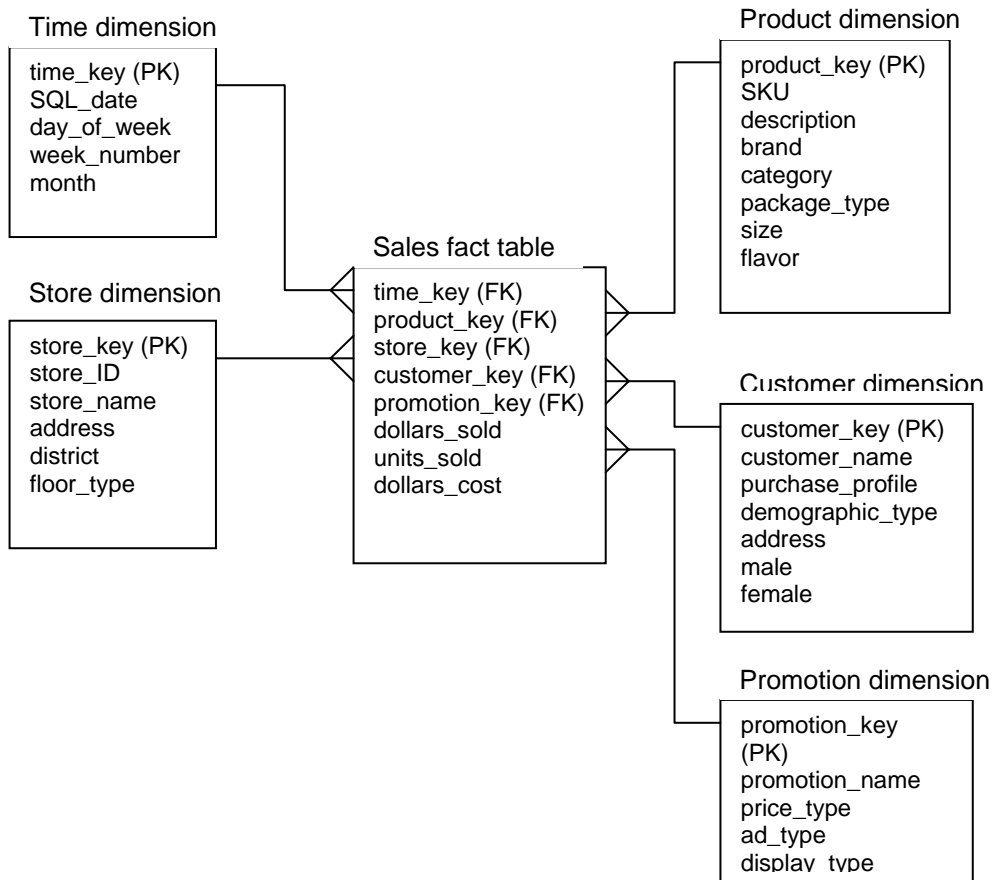 Time dimension
time_key (PK)
SQL_date
day_of_week
week_number
month
Store dimension
store_key (PK)
store_ID
store_name
address
district
floor_type
Sales fact table
time_key (FK)
product_key (FK)
store_key (FK)
customer_key (FK)
promotion_key (FK)
dollars_sold
units_sold
dollars_cost
Product dimension
product_key (PK)
SKU
description
brand
category
package_type
size
flavor
Customer dimension
customer_key (PK)
customer_name
purchase_profile
demographic_type
address
male
female
Promotion dimension
promotion_key
(PK)
promotion_name
price_type
ad_type
display_type